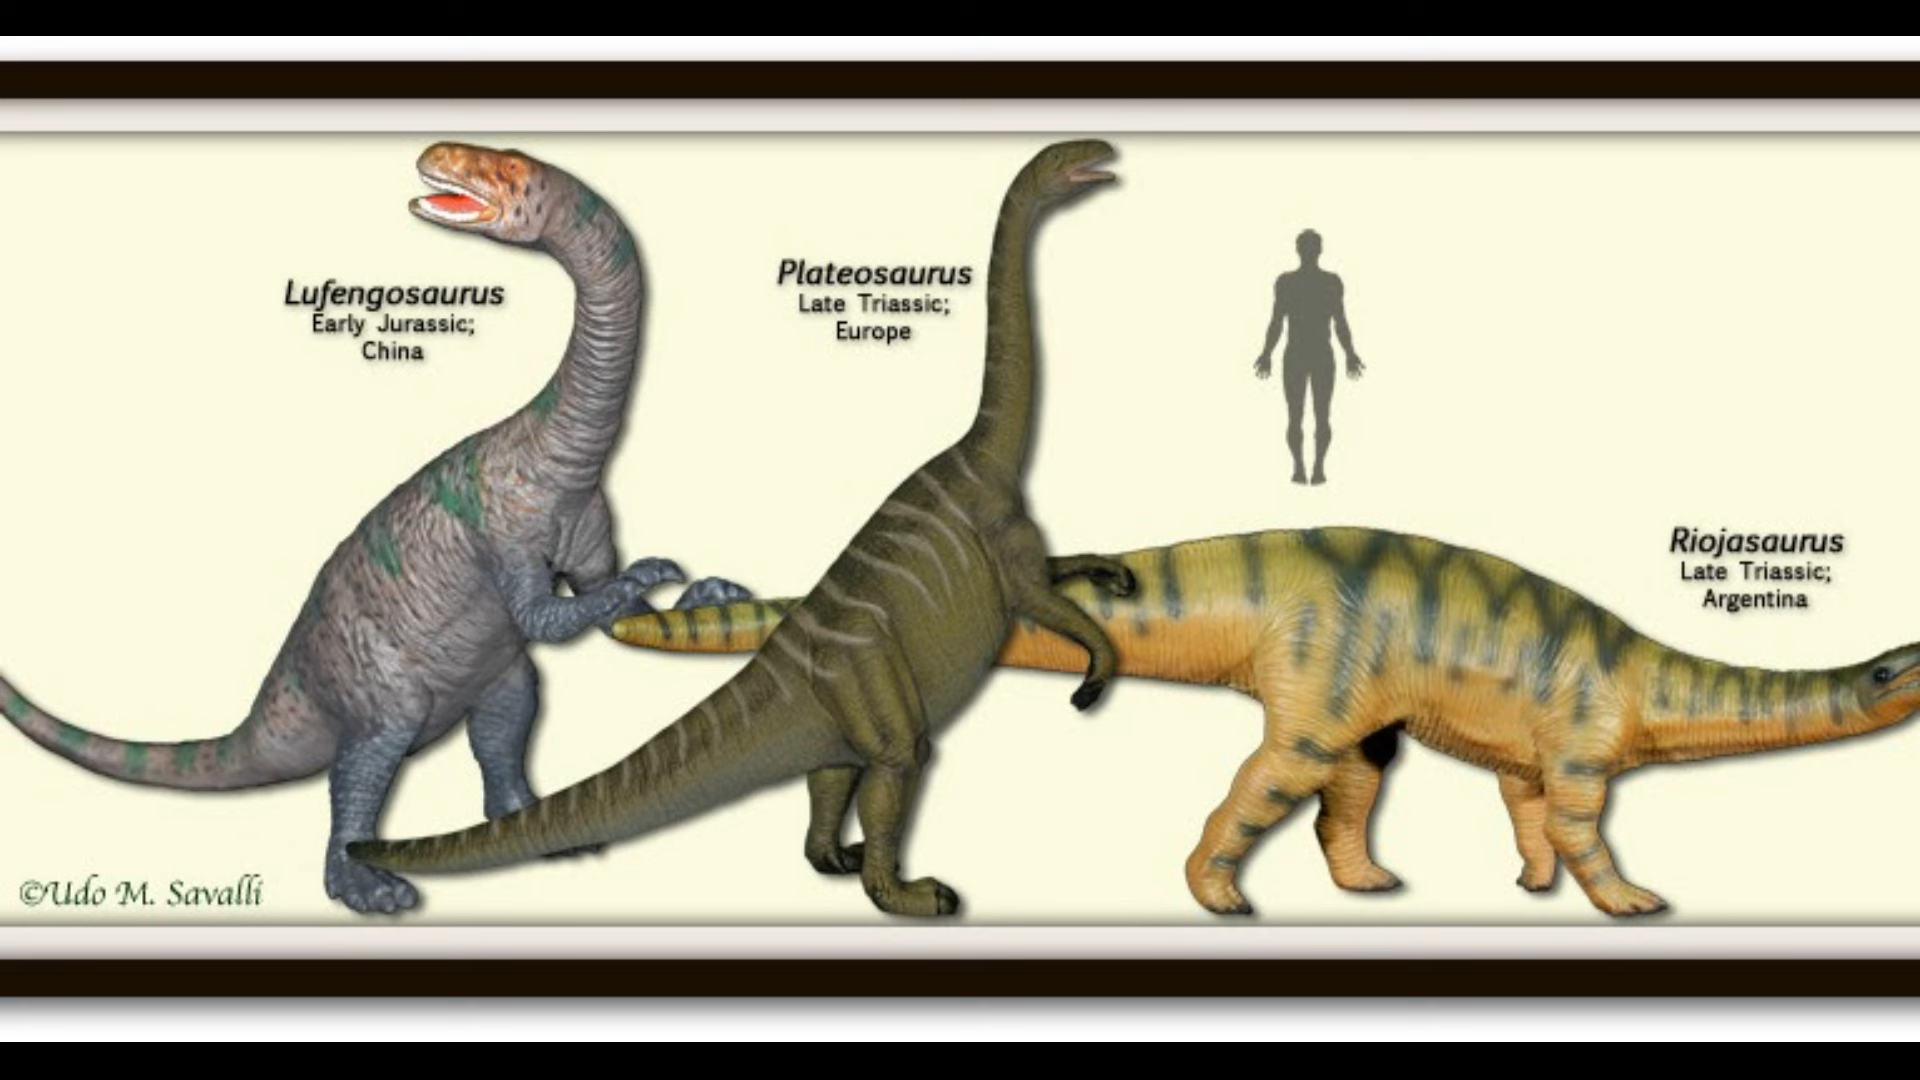 Lufengosaurus
Early Jurassic;
China
Plateosaurus
Late Triassic;
Europe
Riojasaurus
Late Triassic;
Argentina
©Udo M. Savalli